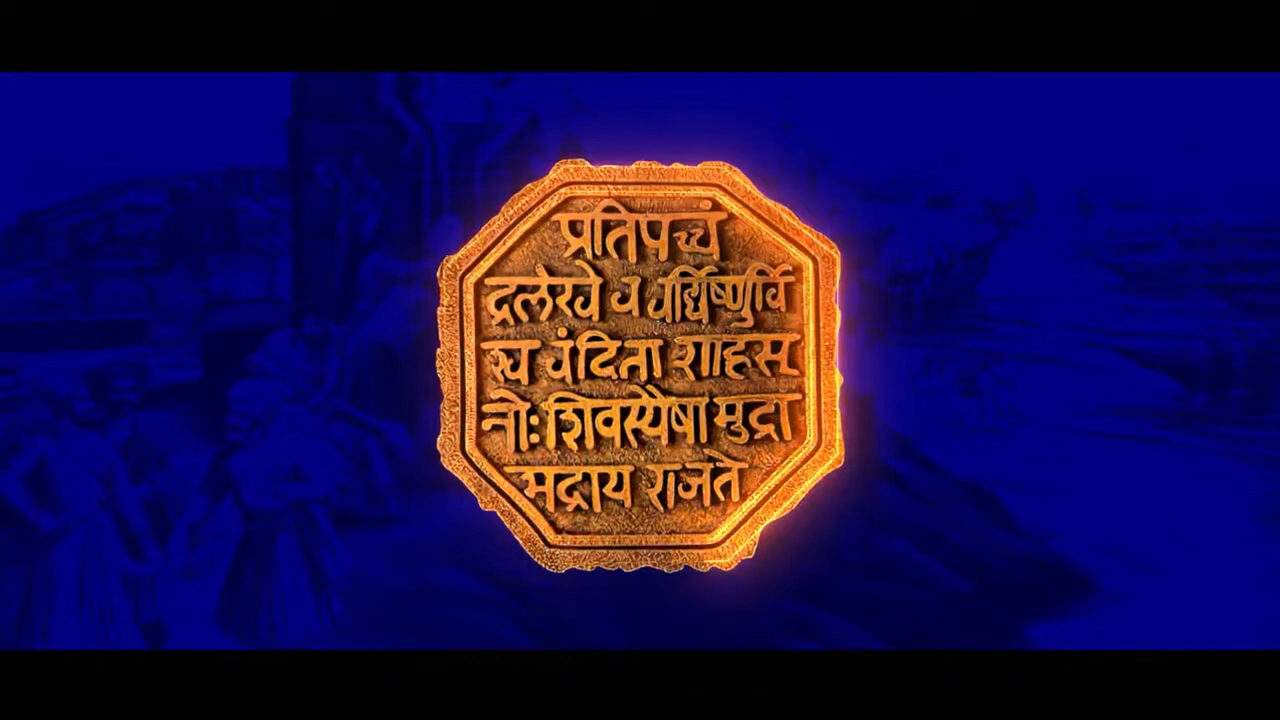 प्रतिपच्चं
द्रलेखे व वर्धिष्णुर्वि
श्व वंदिता शाहसू
नोः शिवस्यैषा मुद्रा
भद्राय राजते